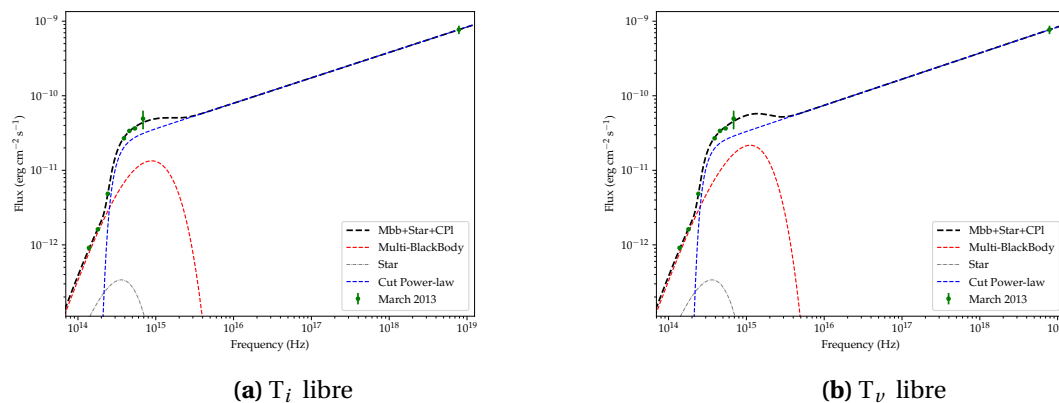 10⁻⁹
10⁻¹⁰
10⁻¹¹
10⁻¹²
Flux (erg cm⁻² s⁻¹)
Mbb+Star+CPl
Multi-BlackBody
Star
Cut Power-law
March 2013
10¹⁴ 10¹⁵ 10¹⁶ 10¹⁷ 10¹⁸ 10¹⁹
Frequency (Hz)
(a) Tᵢ libre
10⁻⁹
10⁻¹⁰
10⁻¹¹
10⁻¹²
Flux (erg cm⁻² s⁻¹)
Mbb+Star+CPl
Multi-BlackBody
Star
Cut Power-law
March 2013
10¹⁴ 10¹⁵ 10¹⁶ 10¹⁷ 10¹⁸ 10
Frequency (Hz)
(b) Tᵥ libre